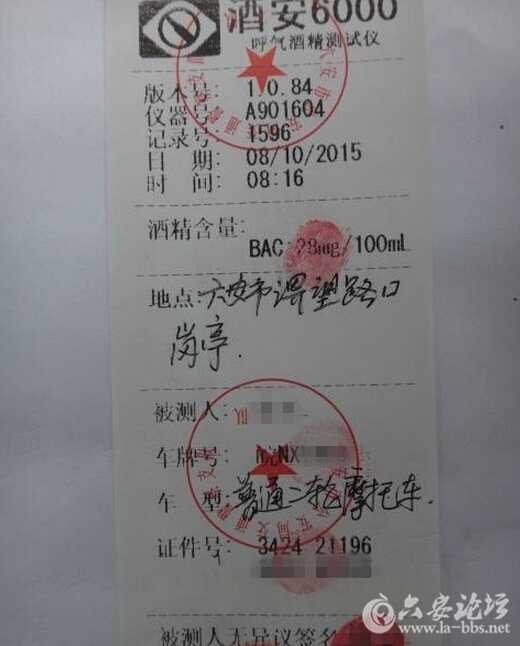 酒安6000
呼气酒精测试仪
版本号: 1.0.84
仪器号: A901604
记录号: 1596
日 期: 08/10/2015
时 间: 08:16
酒精含量:
BAC 28mg/100mL
地点: 六安市渭望路口
岗亭.
被测人:
车牌号: 皖NX
车 型: 普通二轮摩托车.
证件号: 3424 21196
被测人无异议签名
六安论坛
www.la-bbs.net